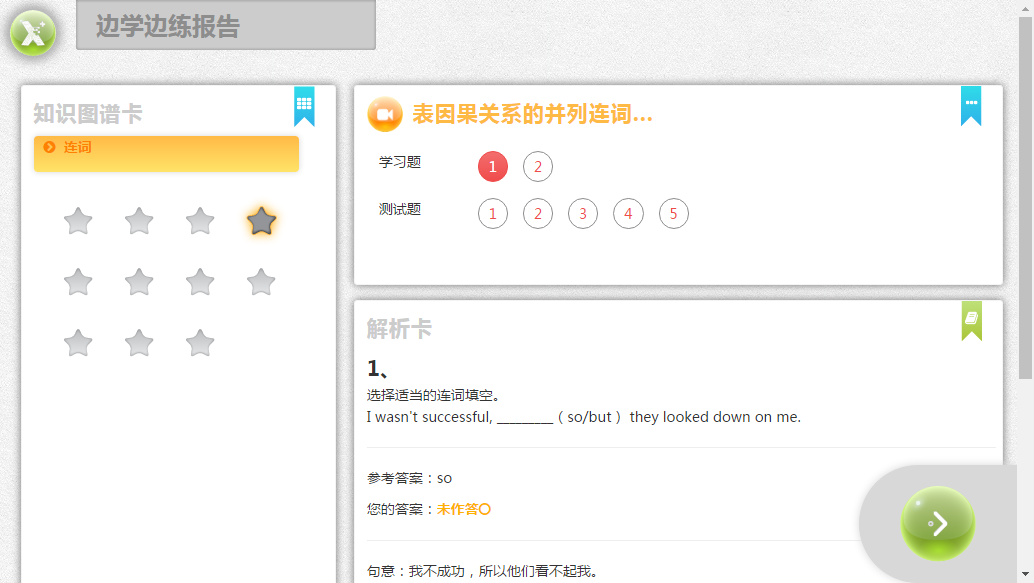 边学边练报告
知识图谱卡
连词
表因果关系的并列连词...
学习题 1 2
测试题 1 2 3 4 5
解析卡
1、
选择适当的连词填空。
I wasn't successful, ________ ( so/but ) they looked down on me.
参考答案：so
您的答案：未作答
句意：我不成功，所以他们看不起我。